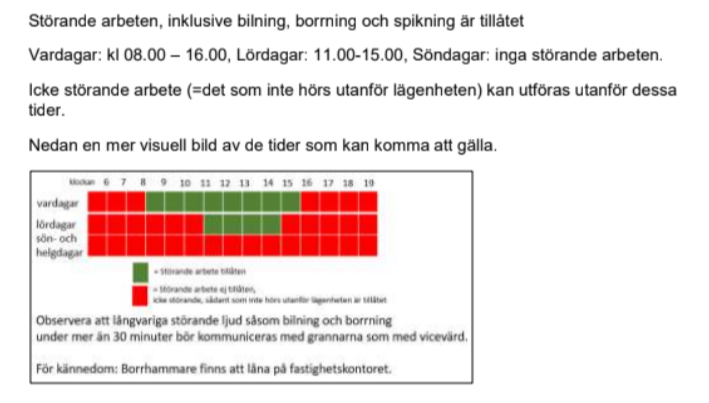 Störande arbeten, inklusive bilning, borrning och spikning är tillåtet
Vardagar: kl 08.00 – 16.00, Lördagar: 11.00-15.00, Söndagar: inga störande arbeten.
Icke störande arbete (=det som inte hörs utanför lägenheten) kan utföras utanför dessa
tider.
Nedan en mer visuell bild av de tider som kan komma att gälla.
klockan 6 7 8 9 10 11 12 13 14 15 16 17 18 19
vardagar
lördagar
sön- och
helgdagar
= Störande arbete tillåten
= Störande arbete ej tillåten,
icke störande, sådant som inte hörs utanför lägenheten är tillåtet
Observera att långvariga störande ljud såsom bilning och borrning
under mer än 30 minuter bör kommuniceras med grannarna som med vicevärd.
För kännedom: Borrhammare finns att låna på fastighetskontoret.